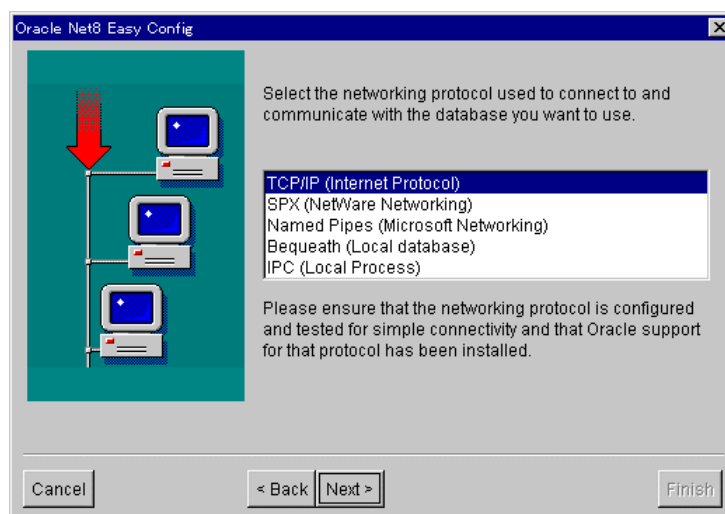 Oracle Net8 Easy Config
Select the networking protocol used to connect to and
communicate with the database you want to use.
TCP/IP (Internet Protocol)
SPX (NetWare Networking)
Named Pipes (Microsoft Networking)
Bequeath (Local database)
IPC (Local Process)
Please ensure that the networking protocol is configured
and tested for simple connectivity and that Oracle support
for that protocol has been installed.
Cancel
< Back
Next >
Finish